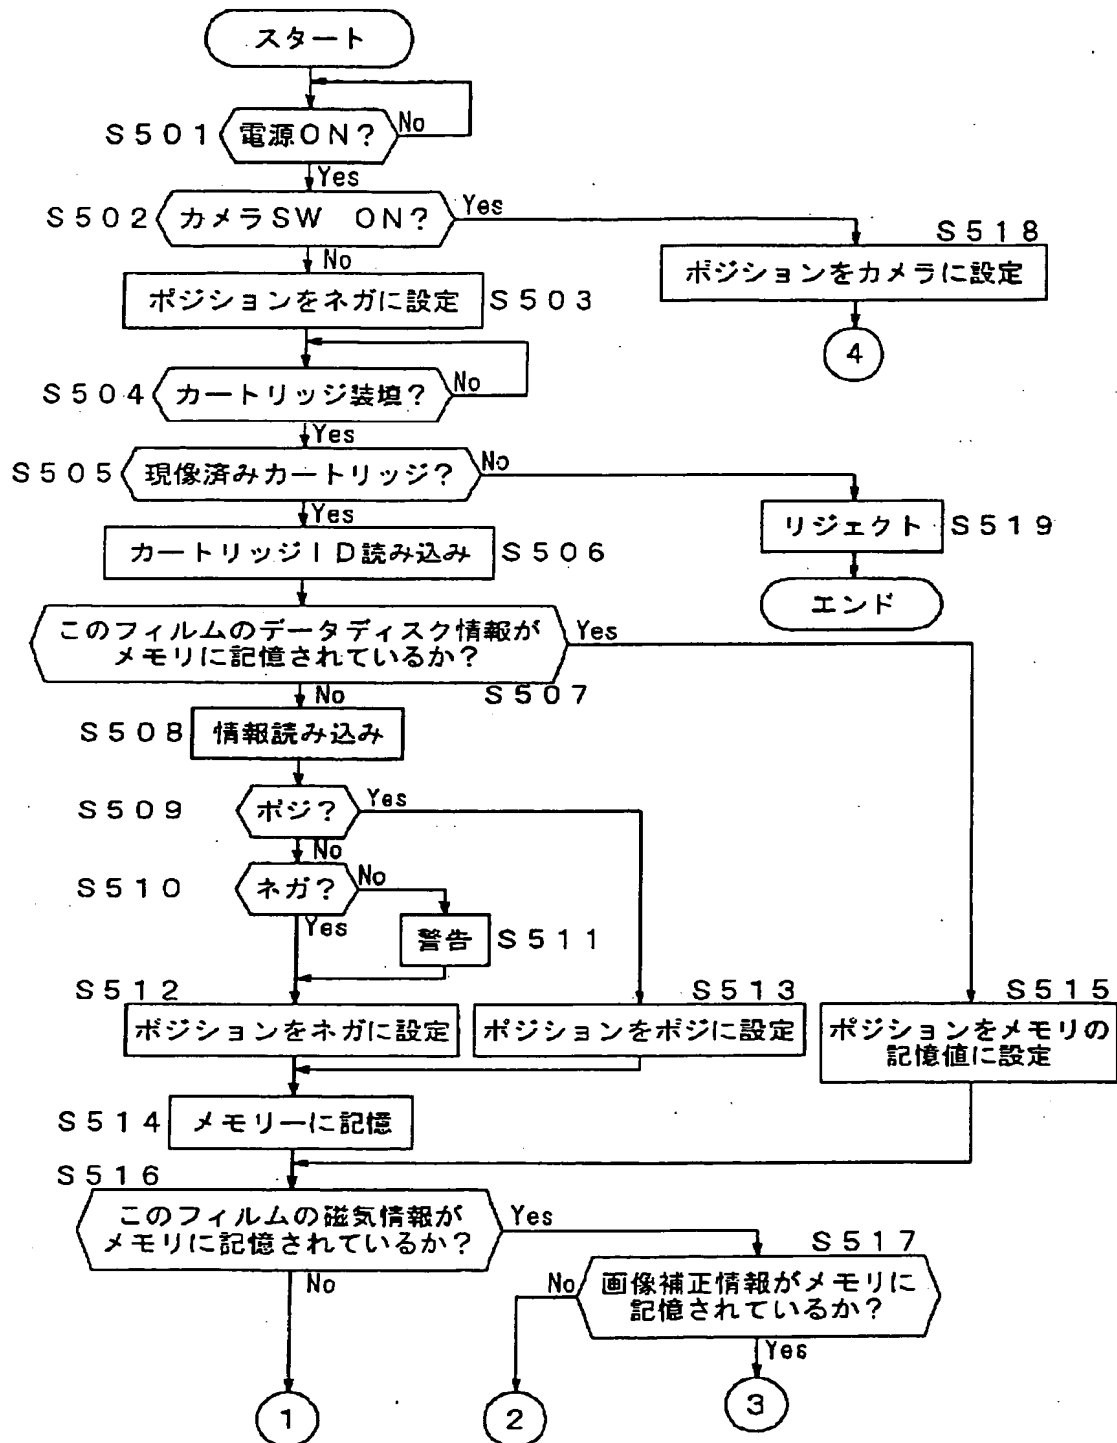 スタート
S501
電源ON?
No
Yes
S502
カメラSW ON?
Yes
No
S518
ポジションをカメラに設定
4
ポジションをネガに設定
S503
S504
カートリッジ装填?
No
Yes
S505
現像済みカートリッジ?
No
Yes
リジェクト
S519
エンド
カートリッジID読み込み
S506
このフィルムのデータディスク情報が
メモリに記憶されているか?
Yes
S507
No
S508
情報読み込み
S509
ポジ?
Yes
No
S510
ネガ?
No
Yes
警告
S511
S512
ポジションをネガに設定
S513
ポジションをポジに設定
S515
ポジションをメモリの
記憶値に設定
S514
メモリーに記憶
S516
このフィルムの磁気情報が
メモリに記憶されているか?
Yes
No
S517
画像補正情報がメモリに
記憶されているか?
No
Yes
1
2
3